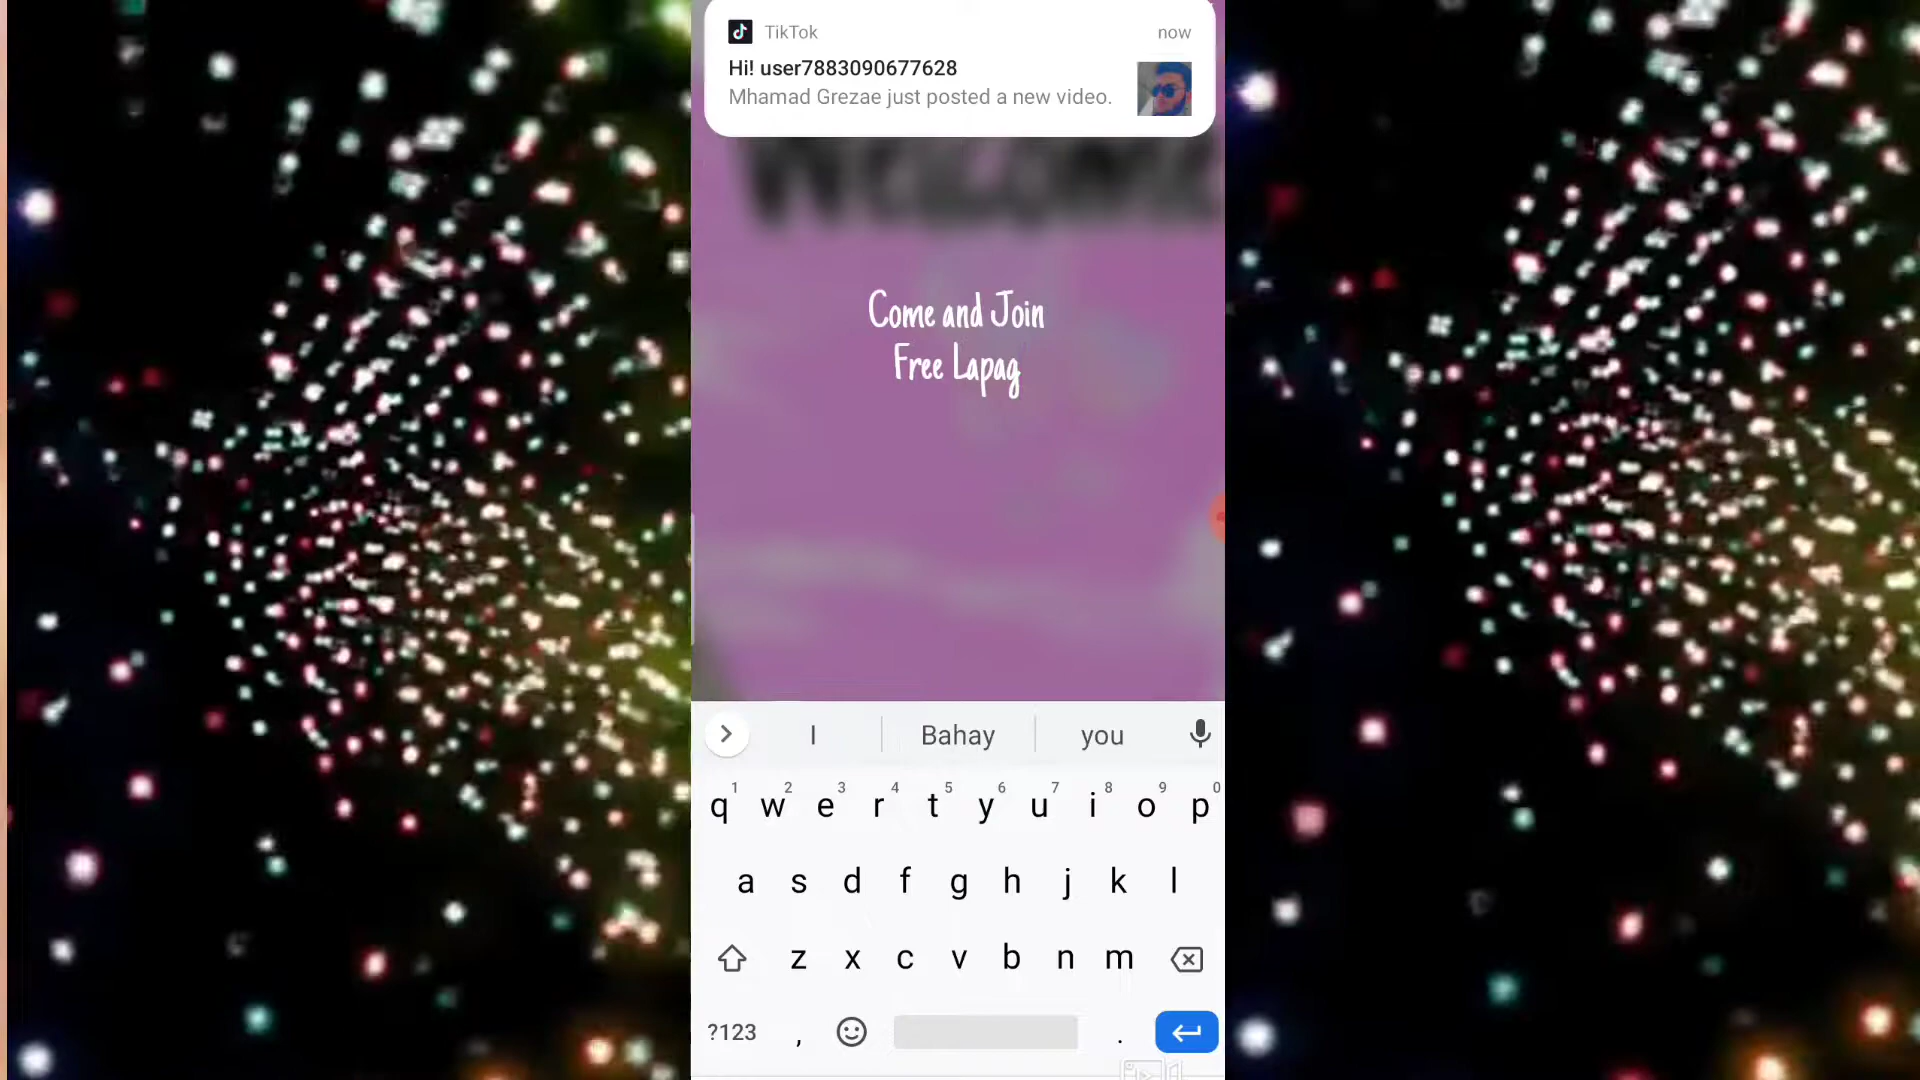 TikTok now
Hi! user7883090677628
Mhamad Grezae just posted a new video.
Welcome
Come and Join
Free Lapag
I Bahay you
1 2 3 4 5 6 7 8 9 0
q w e r t y u i o p
a s d f g h j k l
z x c v b n m
?123 , .